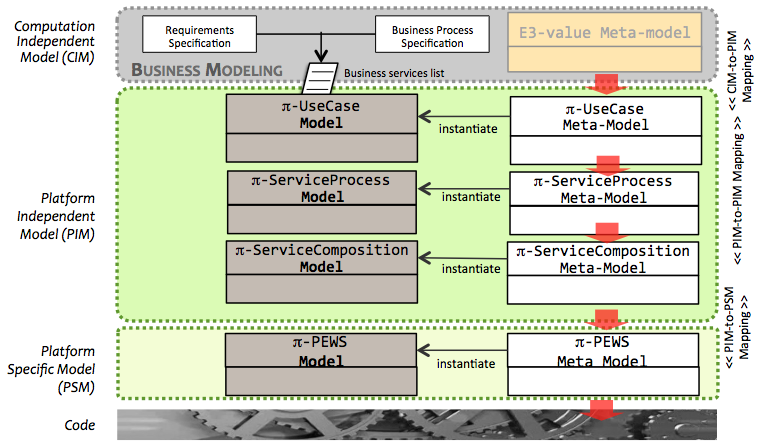 Computation
Independent
Model (CIM)
Requirements
Specification
Business Process
Specification
E3-value Meta-model
BUSINESS MODELING
Business services list
<< CIM-to-PIM
Mapping >>
Platform
Independent
Model (PIM)
π-UseCase
Model
instantiate
π-UseCase
Meta-Model
π-ServiceProcess
Model
instantiate
π-ServiceProcess
Meta-Model
π-ServiceComposition
Model
instantiate
π-ServiceComposition
Meta-Model
<< PIM-to-PIM Mapping >>
Platform
Specific Model
(PSM)
π-PEWS
Model
instantiate
π-PEWS
Meta Model
<< PIM-to-PSM
Mapping >>
Code